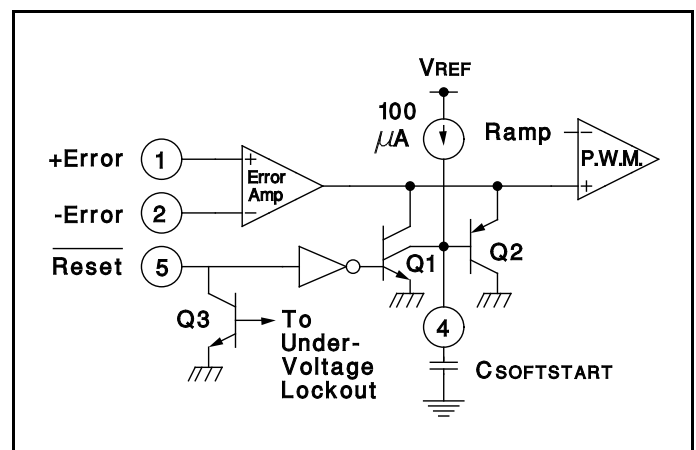 VREF
100
µA
Ramp
P.W.M.
+Error
1
+
Error
Amp
-
-
+
-Error
2
Reset
5
Q1
Q2
Q3
To
Under-
Voltage
Lockout
4
CSOFTSTART